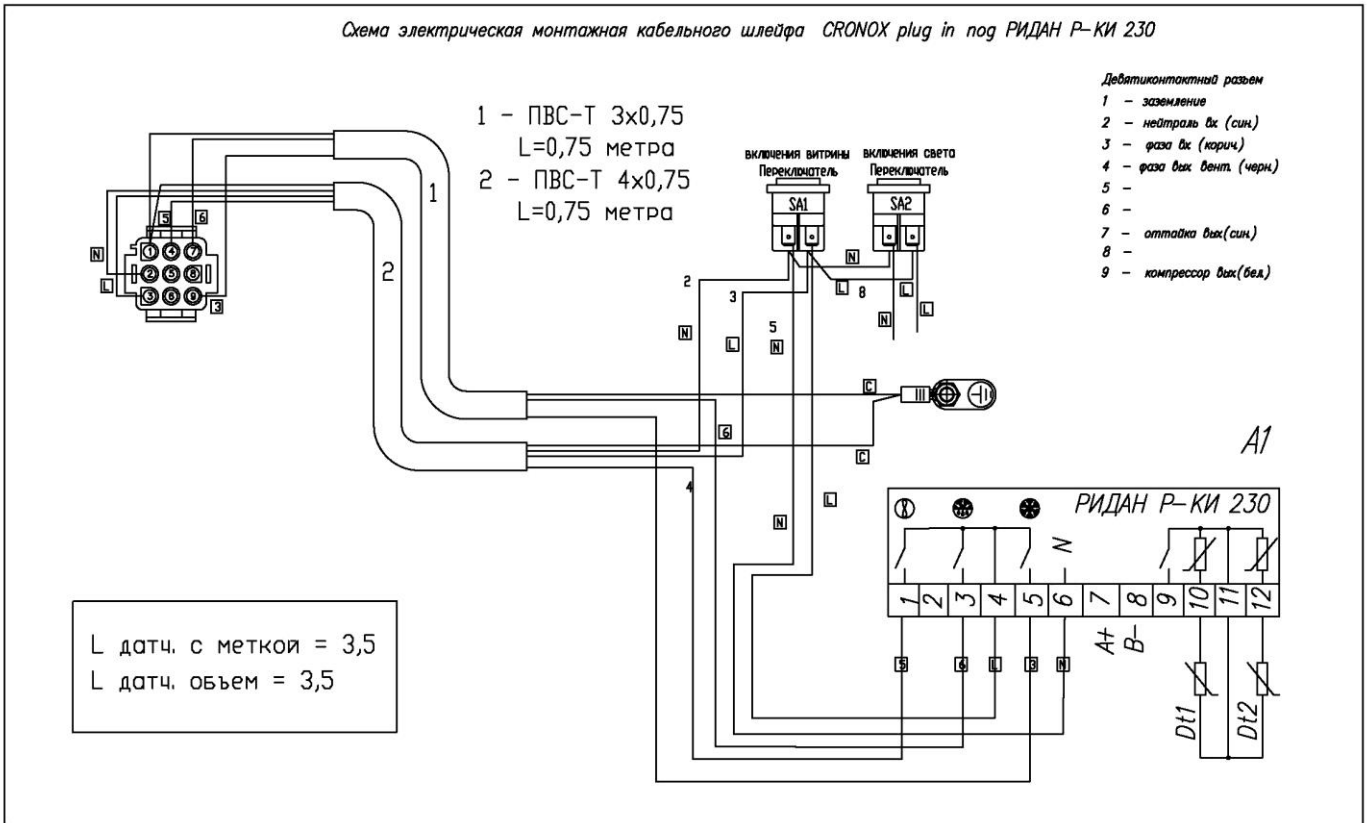 Схема электрическая монтажная кабельного шлейфа CRONOX plug in под РИДАН Р-КИ 230
Девятиконтактный разъем
1 - заземление
2 - нейтраль вх (син.)
3 - фаза вх (корич.)
4 - фаза вых вент. (черн.)
5 -
6 -
7 - оттайка вых(син.)
8 -
9 - компрессор вых(бел.)
1 - ПВС-Т 3х0,75
L=0,75 метра
2 - ПВС-Т 4х0,75
L=0,75 метра
включения витрины
Переключатель
SA1
включения света
Переключатель
SA2
5
6
N
L
3
1 4 7
2 5 8
3 6 9
1
2
2
3
N
L
5
N
N
L
8
L
N
L
C
6
C
4
L
N
A1
РИДАН Р-КИ 230
N
1 2 3 4 5 6 7 8 9 10 11 12
A+
B-
5 6 L 3 N
Dt1
Dt2
L датч. с меткой = 3,5
L датч. объем = 3,5